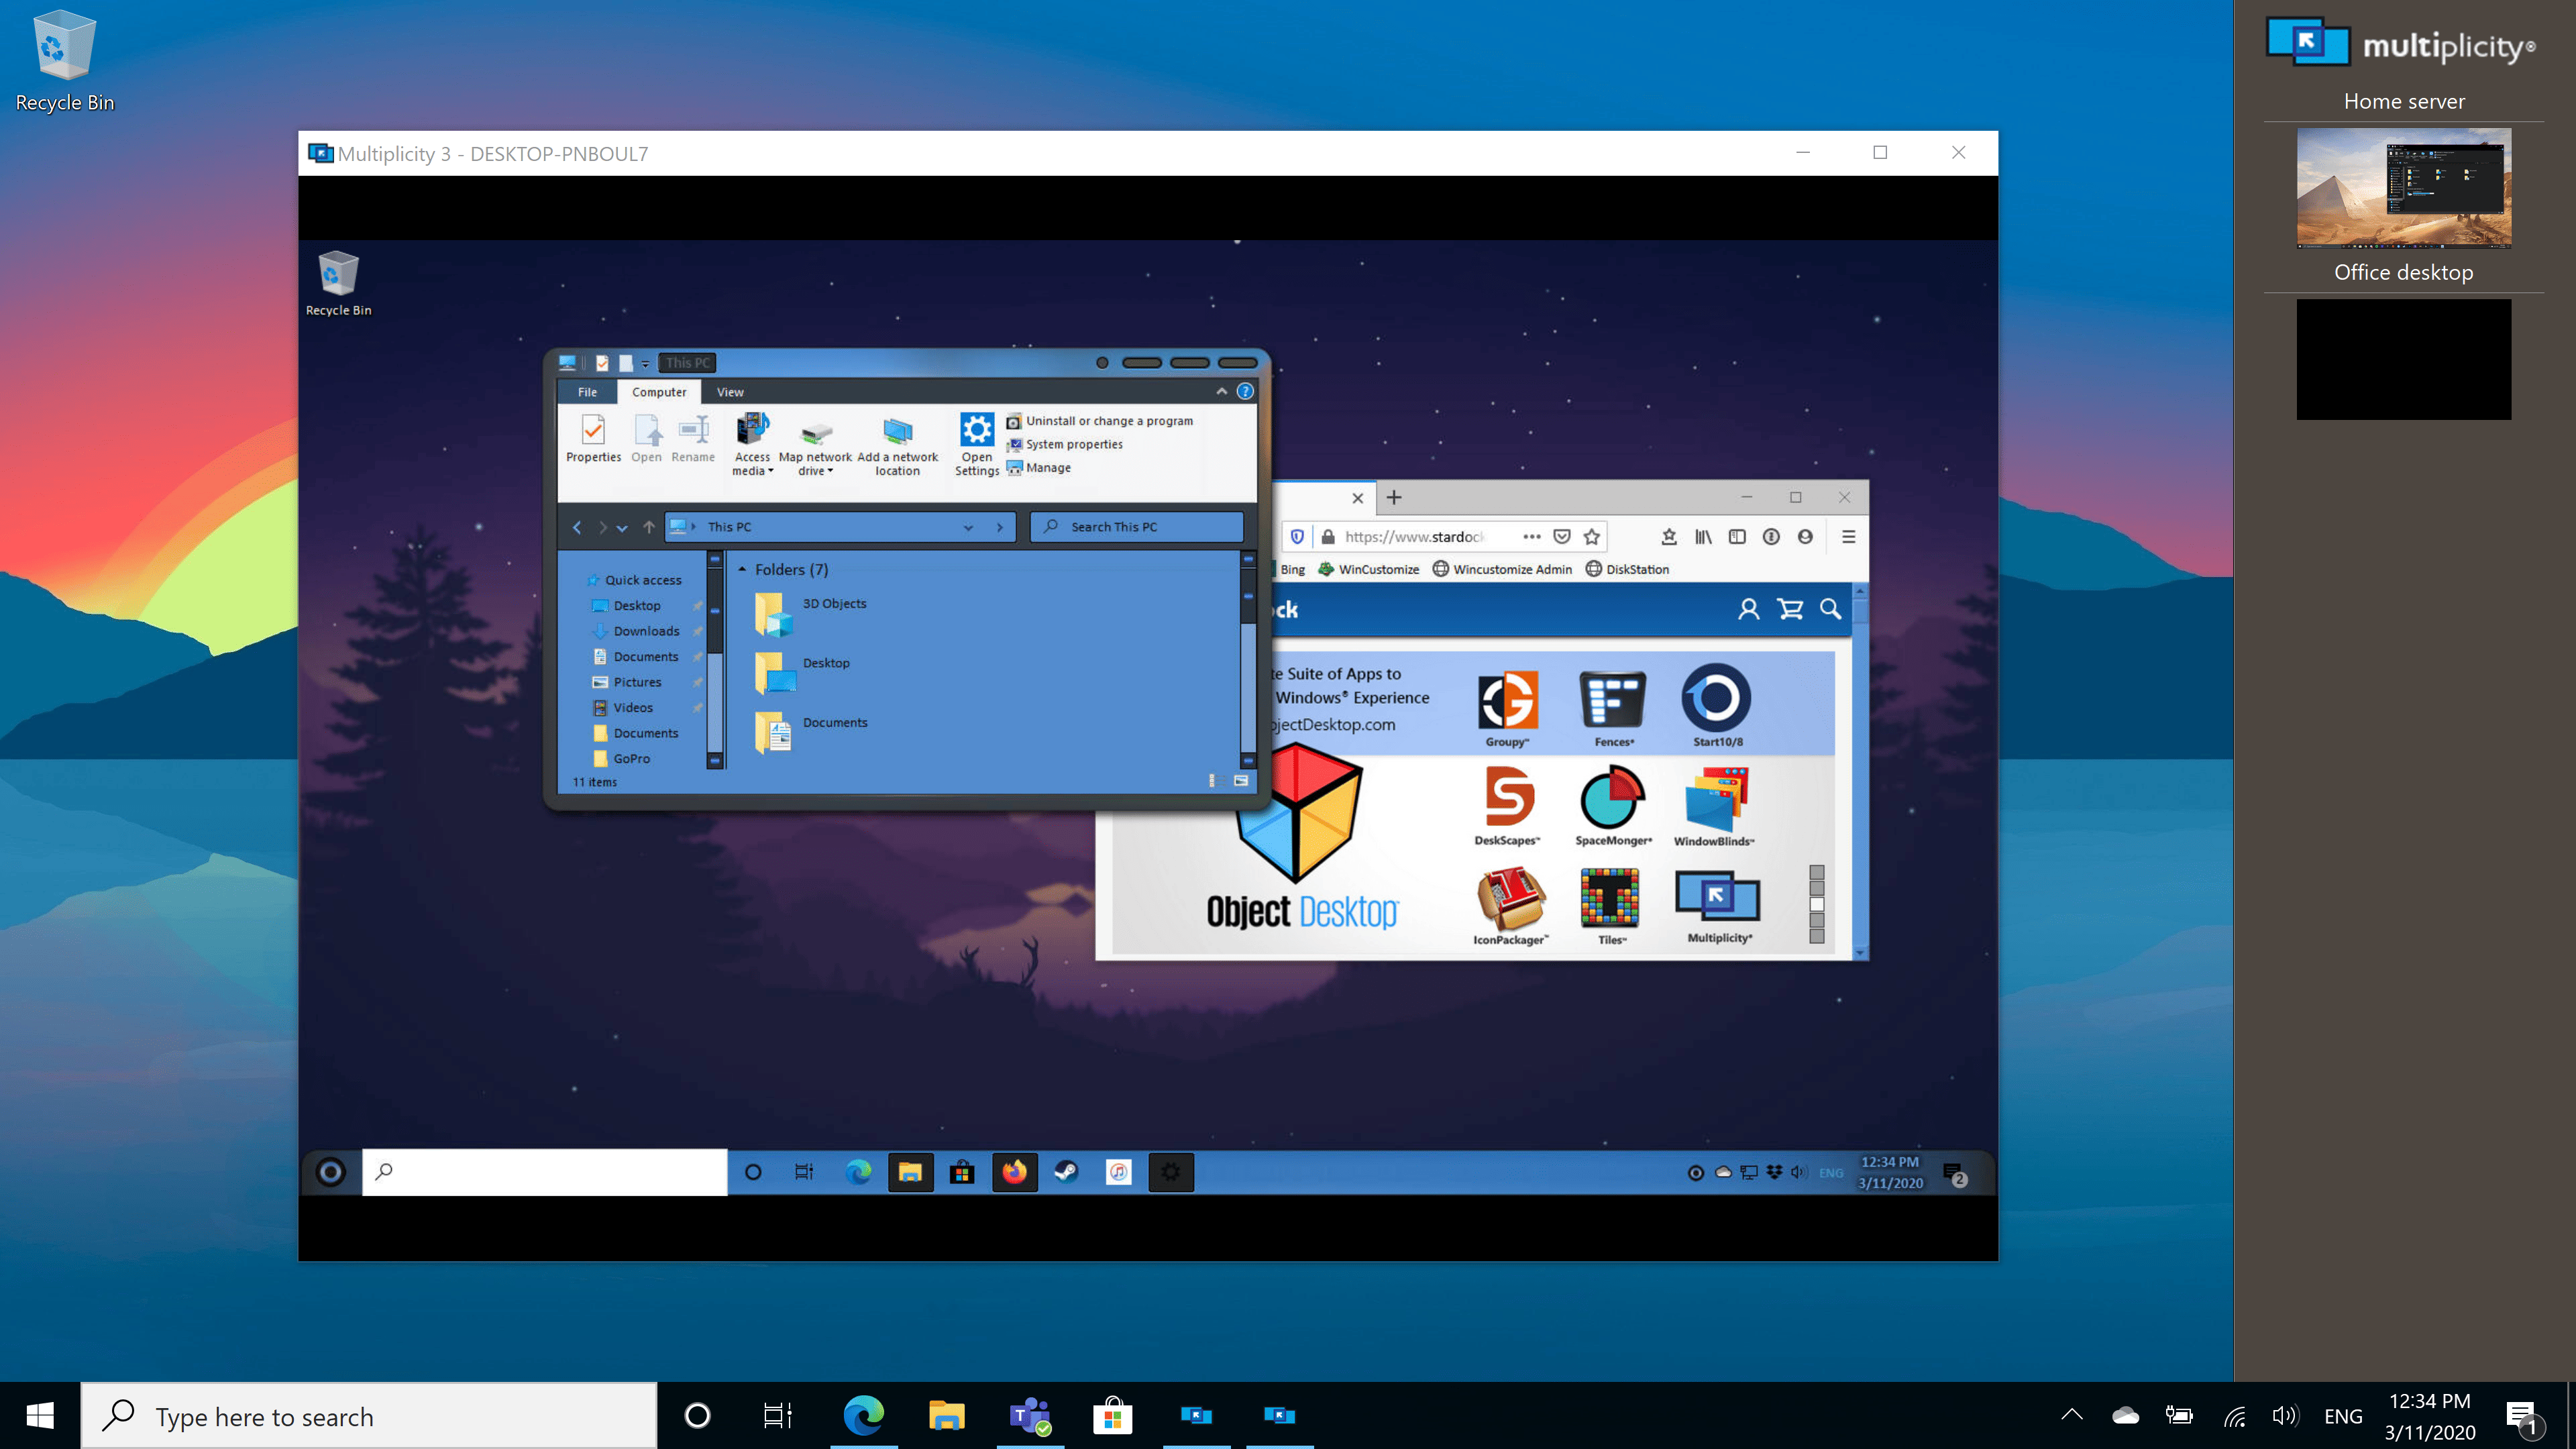 Recycle Bin
multiplicity®
Home server
Office desktop
Multiplicity 3 - DESKTOP-PNBOUL7
Recycle Bin
This PC
File Computer View
Properties Open Rename
Access media
Map network drive
Add a network location
Open Settings
Uninstall or change a program
System properties
Manage
This PC
Search This PC
Quick access
Desktop
Downloads
Documents
Pictures
Videos
Documents
GoPro
11 items
Folders (7)
3D Objects
Desktop
Documents
https://www.stardock
Bing WinCustomize Wincustomize Admin DiskStation
ck
te Suite of Apps to
Windows® Experience
bjectDesktop.com
Groupy™ Fences® Start10/8
DeskScapes™ SpaceMonger® WindowBlinds™
Object Desktop™
IconPackager™ Tiles™ Multiplicity®
ENG
12:34 PM
3/11/2020
2
Type here to search
ENG
12:34 PM
3/11/2020
1